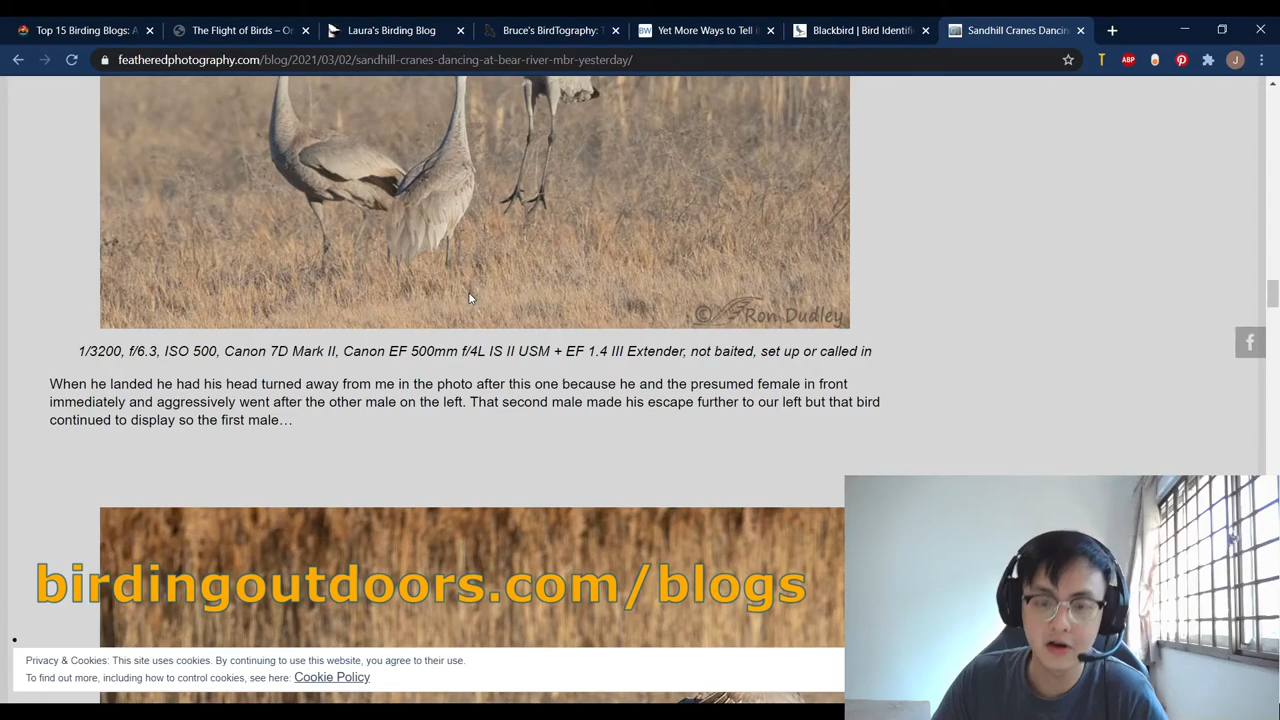 Top 15 Birding Blogs: A
The Flight of Birds – Or
Laura's Birding Blog
Bruce's BirdTography: T
Yet More Ways to Tell i
Blackbird | Bird Identifi
Sandhill Cranes Dancin
featheredphotography.com/blog/2021/03/02/sandhill-cranes-dancing-at-bear-river-mbr-yesterday/
T
ABP
J
© Ron Dudley
1/3200, f/6.3, ISO 500, Canon 7D Mark II, Canon EF 500mm f/4L IS II USM + EF 1.4 III Extender, not baited, set up or called in
When he landed he had his head turned away from me in the photo after this one because he and the presumed female in front
immediately and aggressively went after the other male on the left. That second male made his escape further to our left but that bird
continued to display so the first male…
f
birdingoutdoors.com/blogs
Privacy & Cookies: This site uses cookies. By continuing to use this website, you agree to their use.
To find out more, including how to control cookies, see here: Cookie Policy